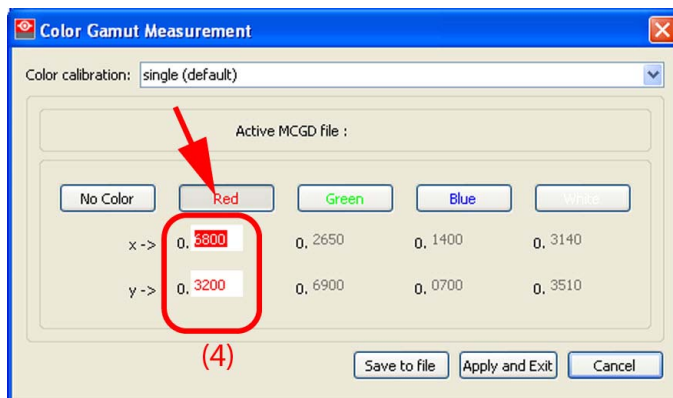 Color Gamut Measurement
Color calibration: single (default)
Active MCGD file :
No Color Red Green Blue White
x -> 0. 6800 0. 2650 0. 1400 0. 3140
y -> 0. 3200 0. 6900 0. 0700 0. 3510
(4)
Save to file Apply and Exit Cancel